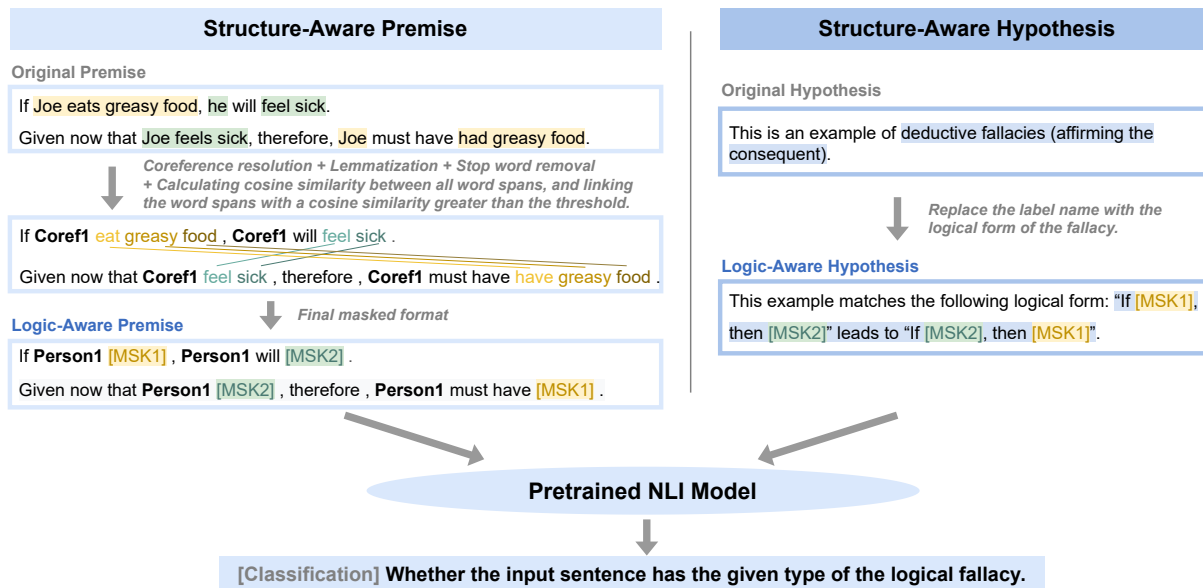 Structure-Aware Premise
Original Premise
If Joe eats greasy food, he will feel sick.
Given now that Joe feels sick, therefore, Joe must have had greasy food.
Coreference resolution + Lemmatization + Stop word removal
+ Calculating cosine similarity between all word spans, and linking
the word spans with a cosine similarity greater than the threshold.
If Coref1 eat greasy food , Coref1 will feel sick .
Given now that Coref1 feel sick , therefore , Coref1 must have have greasy food .
Final masked format
Logic-Aware Premise
If Person1 [MSK1] , Person1 will [MSK2] .
Given now that Person1 [MSK2] , therefore , Person1 must have [MSK1] .
Structure-Aware Hypothesis
Original Hypothesis
This is an example of deductive fallacies (affirming the
consequent).
Replace the label name with the
logical form of the fallacy.
Logic-Aware Hypothesis
This example matches the following logical form: “If [MSK1],
then [MSK2]” leads to “If [MSK2], then [MSK1]”.
Pretrained NLI Model
[Classification] Whether the input sentence has the given type of the logical fallacy.